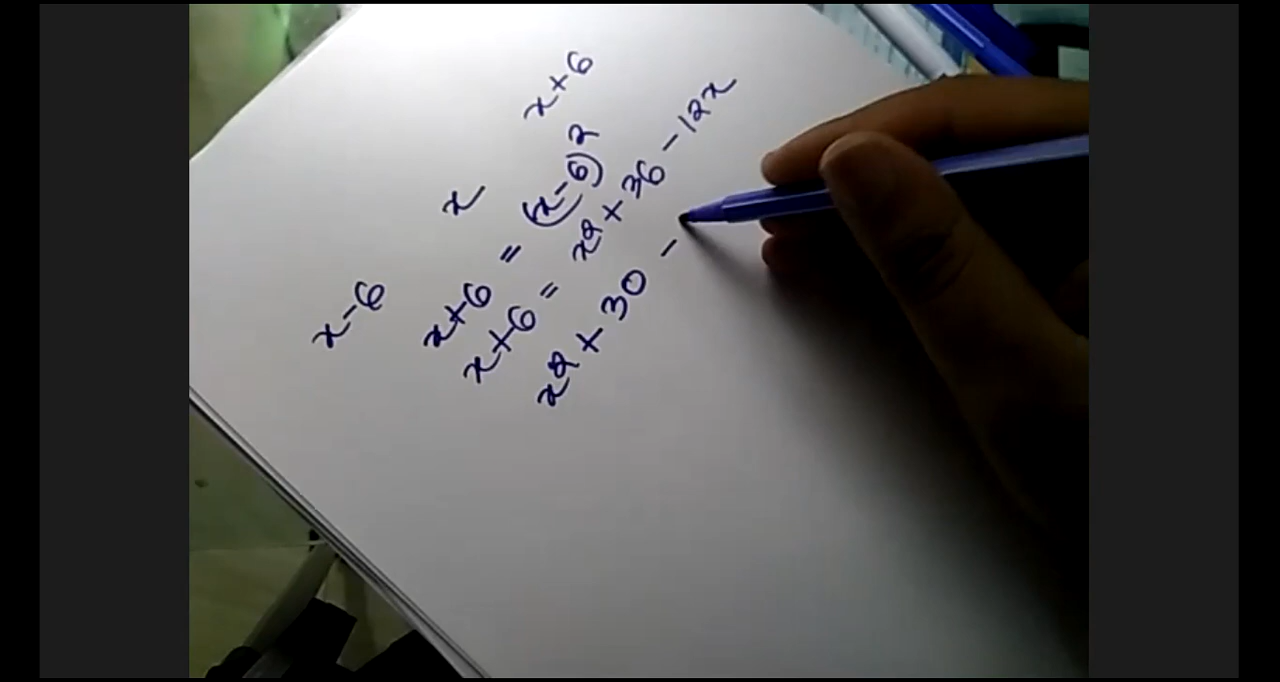 x-6 x x+6
x+6 = (x-6)2
x+6 = x2 + 36 - 12x
x2 + 30 -